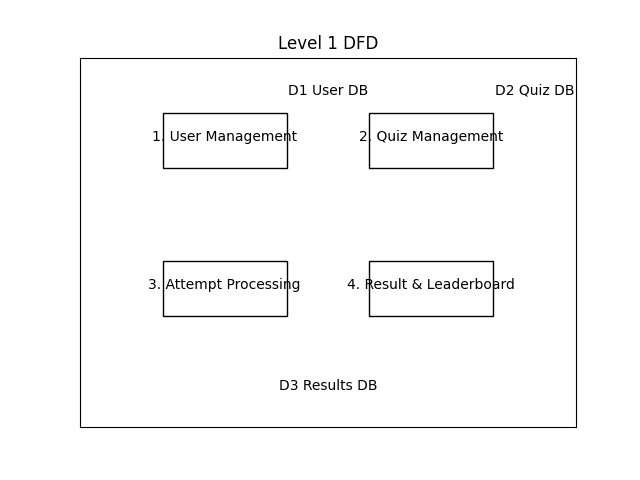 Level 1 DFD
D1 User DB
D2 Quiz DB
1. User Management
2. Quiz Management
3. Attempt Processing
4. Result & Leaderboard
D3 Results DB